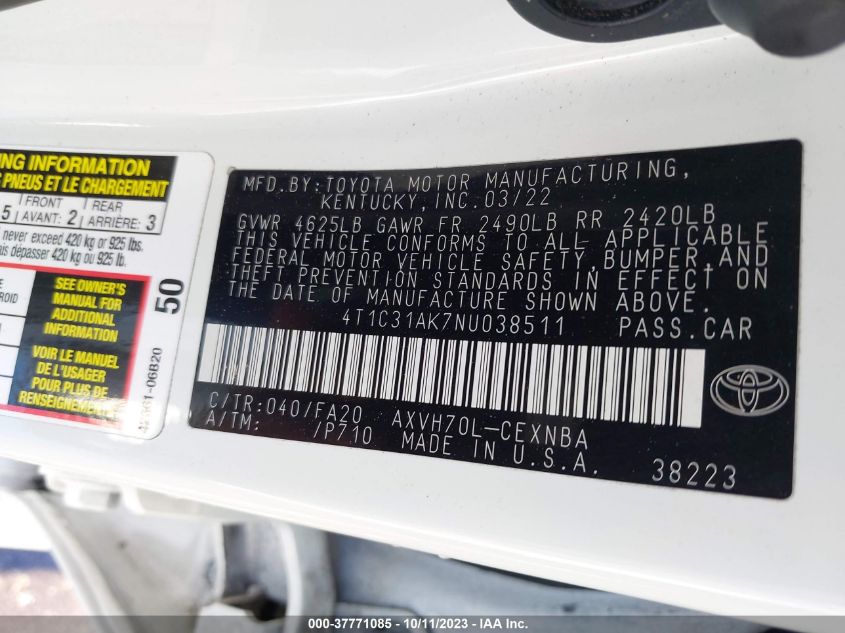 NG INFORMATION
PNEUS ET LE CHARGEMENT
5 FRONT AVANT: 2 REAR ARRIÈRE: 3
never exceed 420 kg or 925 lbs.
dépasser 420 kg ou 925 lb.
SEE OWNER'S
MANUAL FOR
ADDITIONAL
INFORMATION
VOIR LE MANUEL
DE L'USAGER
POUR PLUS DE
RENSEIGNEMENTS
50
06B20
MFD.BY:TOYOTA MOTOR MANUFACTURING,
KENTUCKY, INC.03/22
GVWR 4625LB GAWR FR 2490LB RR 2420LB
THIS VEHICLE CONFORMS TO ALL APPLICABLE
FEDERAL MOTOR VEHICLE SAFETY, BUMPER, AND
THEFT PREVENTION STANDARDS IN EFFECT ON
THE DATE OF MANUFACTURE SHOWN ABOVE.
4T1C31AK7NU038511 PASS.CAR
C/TR:040/FA20 AXVH70L-CEXNBA
A/TM: /P710 MADE IN U.S.A.
38223
000-37771085 - 10/11/2023 - IAA Inc.